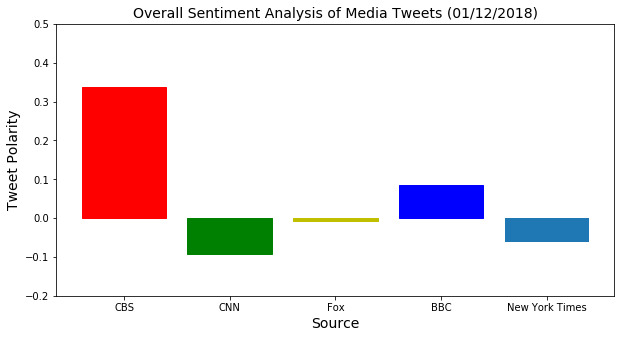 Overall Sentiment Analysis of Media Tweets (01/12/2018)
0.5
0.4
0.3
0.2
0.1
0.0
−0.1
−0.2
Tweet Polarity
CBS CNN Fox BBC New York Times
Source